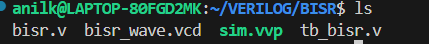 anilk@LAPTOP-80FGD2MK:~/VERILOG/BISR$ ls
bisr.v  bisr_wave.vcd  sim.vvp  tb_bisr.v